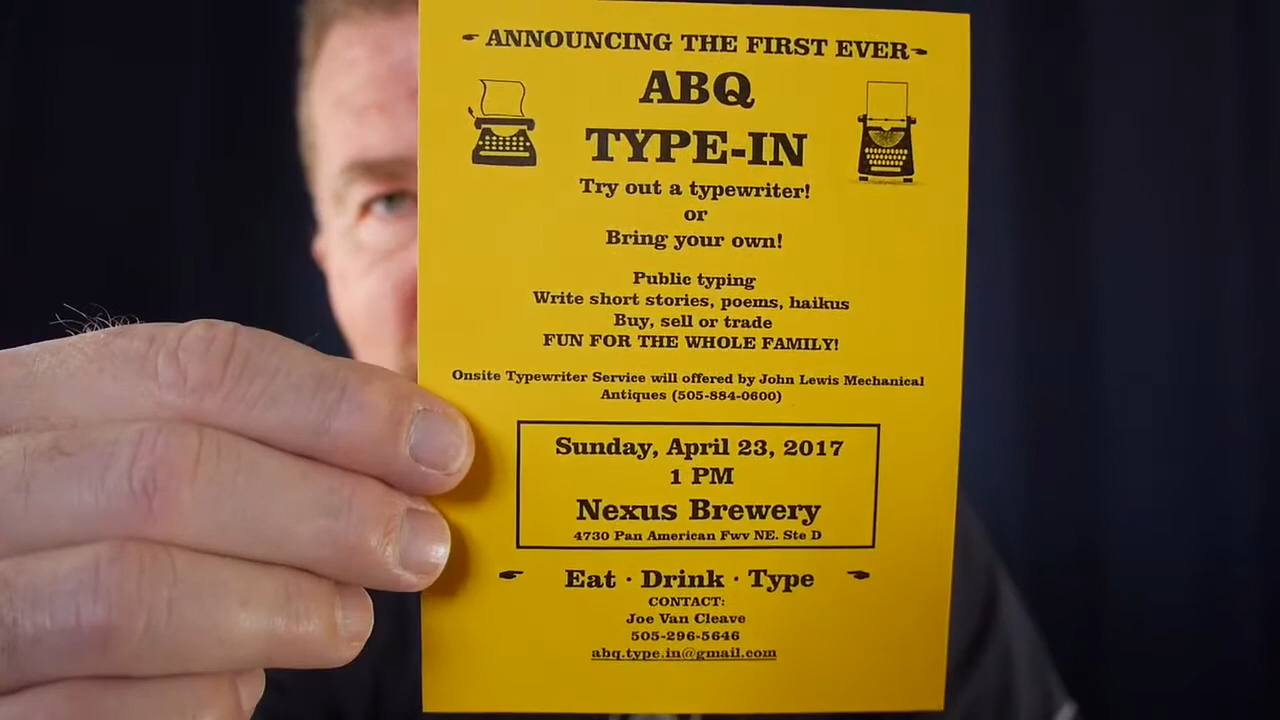 ANNOUNCING THE FIRST EVER
ABQ
TYPE-IN
Try out a typewriter!
or
Bring your own!
Public typing
Write short stories, poems, haikus
Buy, sell or trade
FUN FOR THE WHOLE FAMILY!
Onsite Typewriter Service will offered by John Lewis Mechanical
Antiques (505-884-0600)
Sunday, April 23, 2017
1 PM
Nexus Brewery
4730 Pan American Fwy NE. Ste D
Eat · Drink · Type
CONTACT:
Joe Van Cleave
505-296-5646
abq.type.in@gmail.com